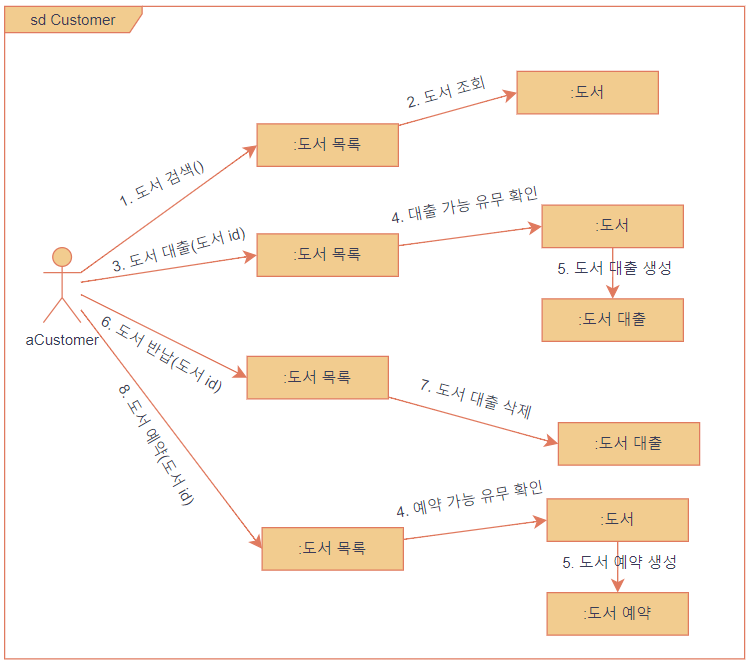 sd Customer
2. 도서 조회
:도서
:도서 목록
1. 도서 검색()
4. 대출 가능 유무 확인
:도서
3. 도서 대출(도서 id)
:도서 목록
5. 도서 대출 생성
:도서 대출
aCustomer
6. 도서 반납(도서 id)
:도서 목록
7. 도서 대출 삭제
:도서 대출
8. 도서 예약(도서 id)
4. 예약 가능 유무 확인
:도서
:도서 목록
5. 도서 예약 생성
:도서 예약